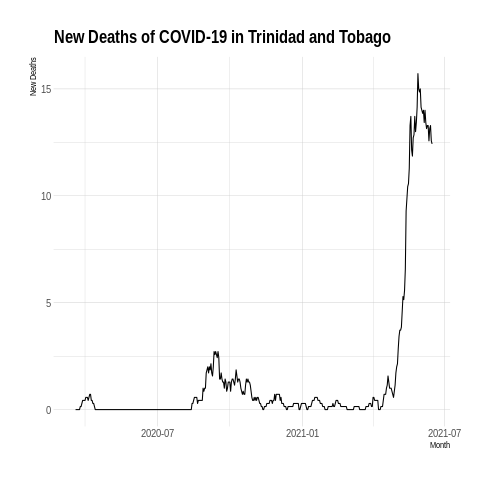 New Deaths of COVID-19 in Trinidad and Tobago
New Deaths
15
10
5
0
2020-07 2021-01 2021-07
Month